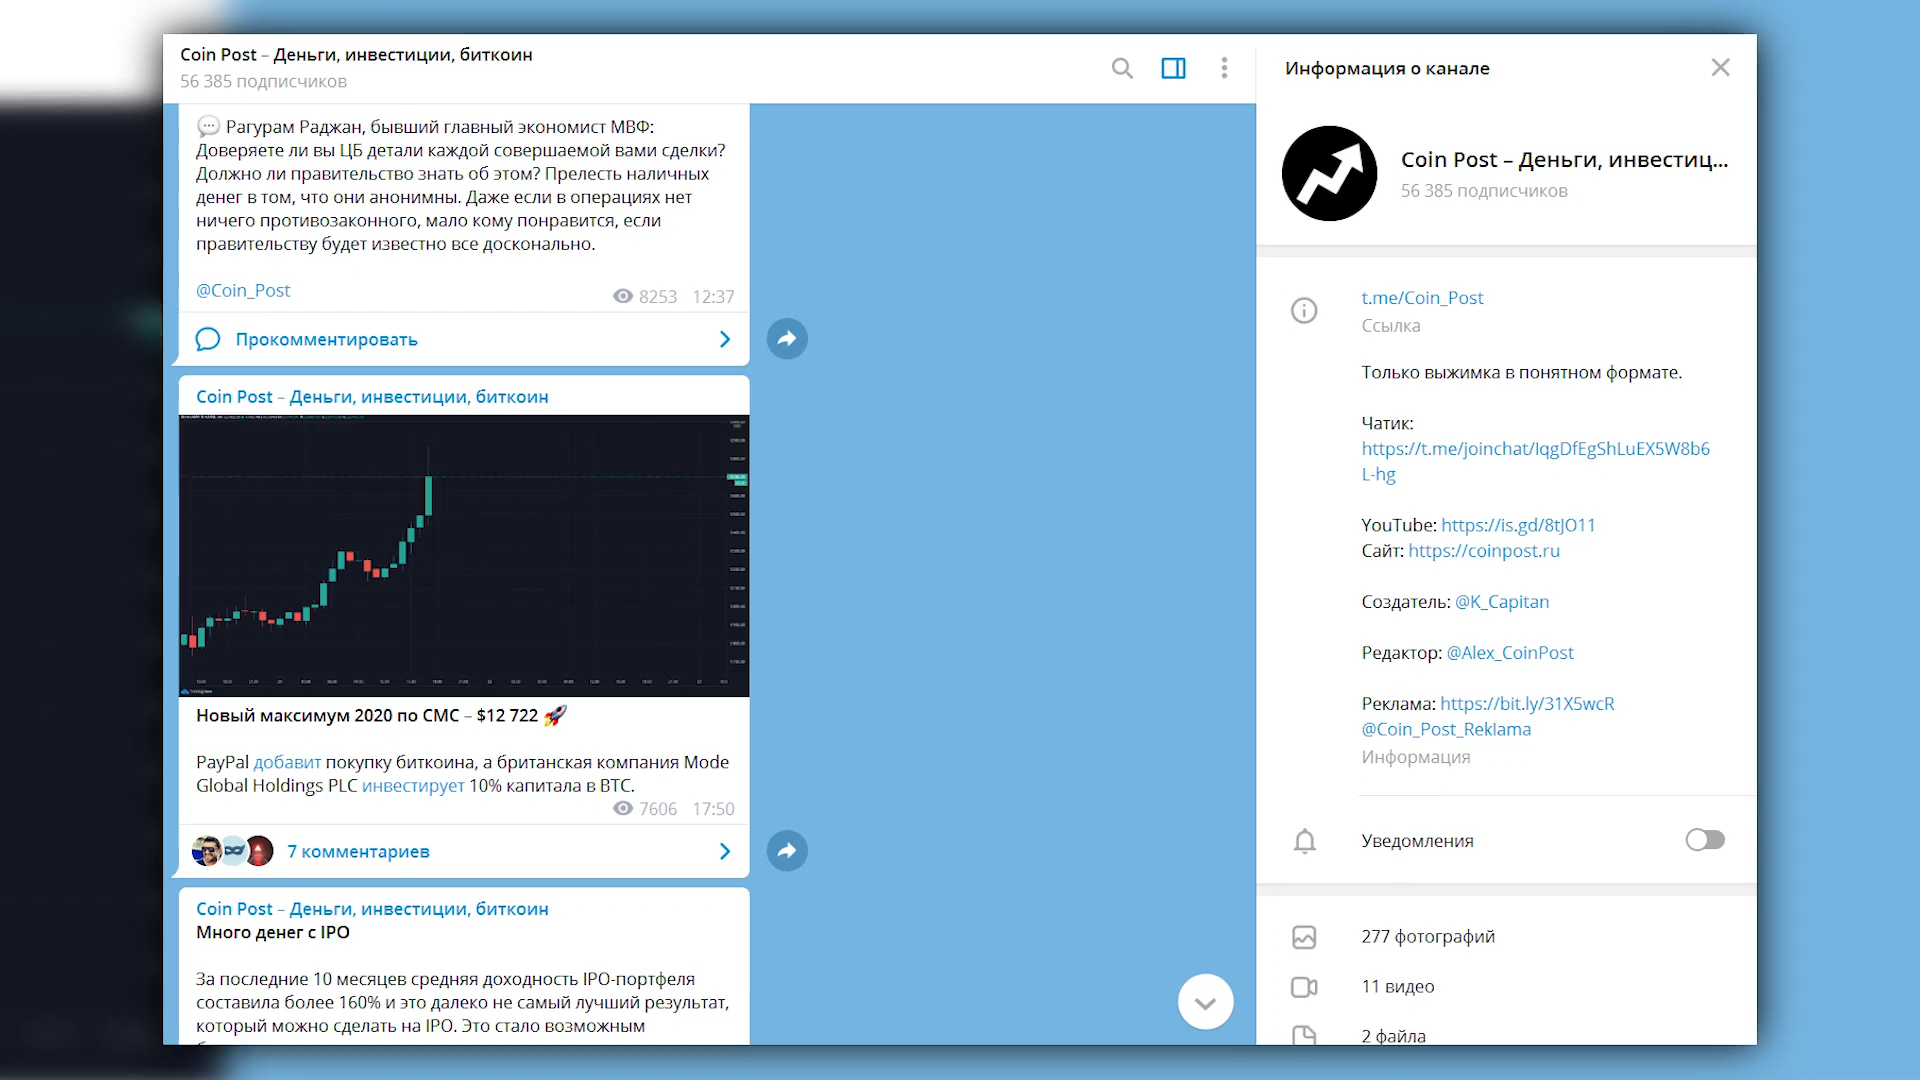 Coin Post – Деньги, инвестиции, биткоин
56 385 подписчиков
Рагурам Раджан, бывший главный экономист МВФ:
Доверяете ли вы ЦБ детали каждой совершаемой вами сделки?
Должно ли правительство знать об этом? Прелесть наличных
денег в том, что они анонимны. Даже если в операциях нет
ничего противозаконного, мало кому понравится, если
правительству будет известно все досконально.
@Coin_Post
8253 12:37
Прокомментировать
Coin Post – Деньги, инвестиции, биткоин
Новый максимум 2020 по CMC – $12 722 🚀
PayPal добавит покупку биткоина, а британская компания Mode
Global Holdings PLC инвестирует 10% капитала в BTC.
7606 17:50
7 комментариев
Coin Post – Деньги, инвестиции, биткоин
Много денег с IPO
За последние 10 месяцев средняя доходность IPO-портфеля
составила более 160% и это далеко не самый лучший результат,
который можно сделать на IPO. Это стало возможным
Информация о канале
Coin Post – Деньги, инвестиц...
56 385 подписчиков
t.me/Coin_Post
Ссылка
Только выжимка в понятном формате.
Чатик:
https://t.me/joinchat/IqgDfEgShLuEX5W8b6
L-hg
YouTube: https://is.gd/8tJO11
Сайт: https://coinpost.ru
Создатель: @K_Capitan
Редактор: @Alex_CoinPost
Реклама: https://bit.ly/31X5wcR
@Coin_Post_Reklama
Информация
Уведомления
277 фотографий
11 видео
2 файла